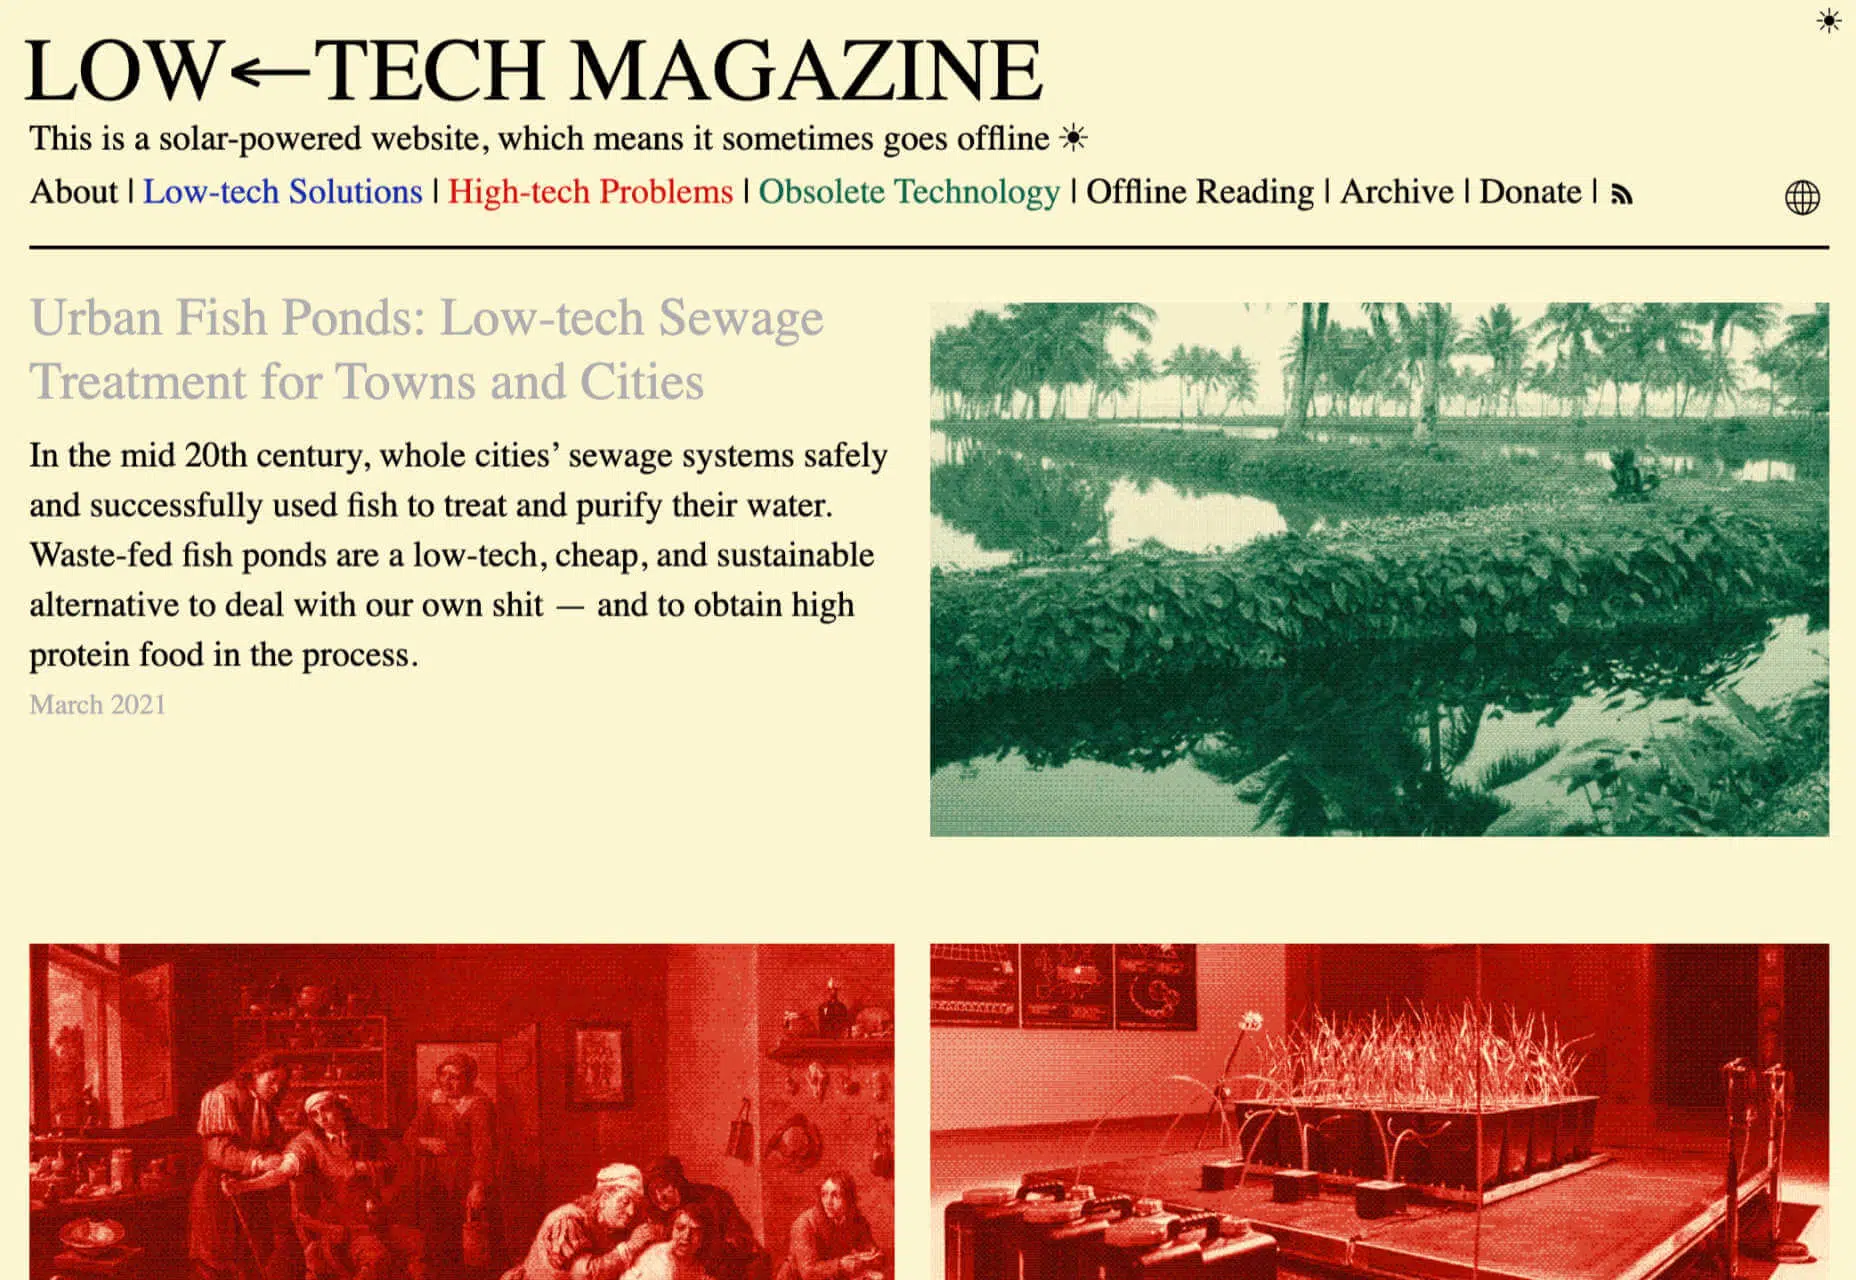 LOW←TECH MAGAZINE
This is a solar-powered website, which means it sometimes goes offline ☀
About | Low-tech Solutions | High-tech Problems | Obsolete Technology | Offline Reading | Archive | Donate |
Urban Fish Ponds: Low-tech Sewage
Treatment for Towns and Cities
In the mid 20th century, whole cities’ sewage systems safely
and successfully used fish to treat and purify their water.
Waste-fed fish ponds are a low-tech, cheap, and sustainable
alternative to deal with our own shit — and to obtain high
protein food in the process.
March 2021